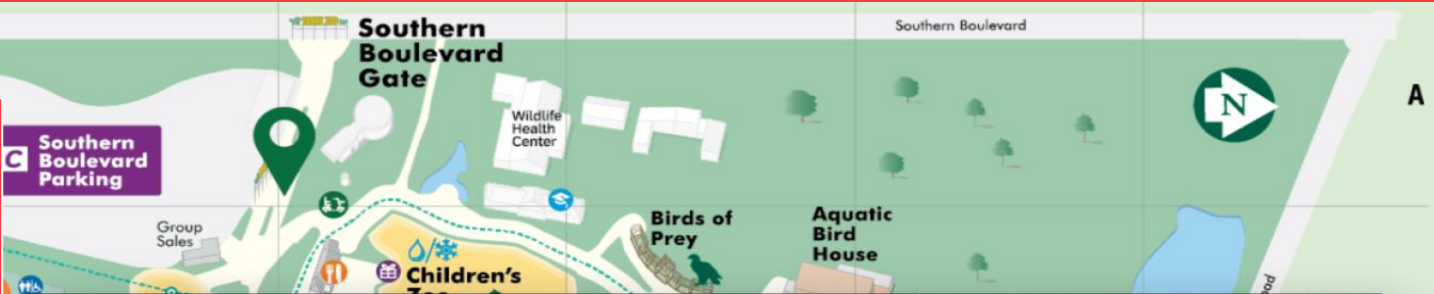 Southern
Boulevard
Gate
Southern Boulevard
N
A
Wildlife
Health
Center
C
Southern
Boulevard
Parking
Group
Sales
Birds of
Prey
Aquatic
Bird
House
Children's